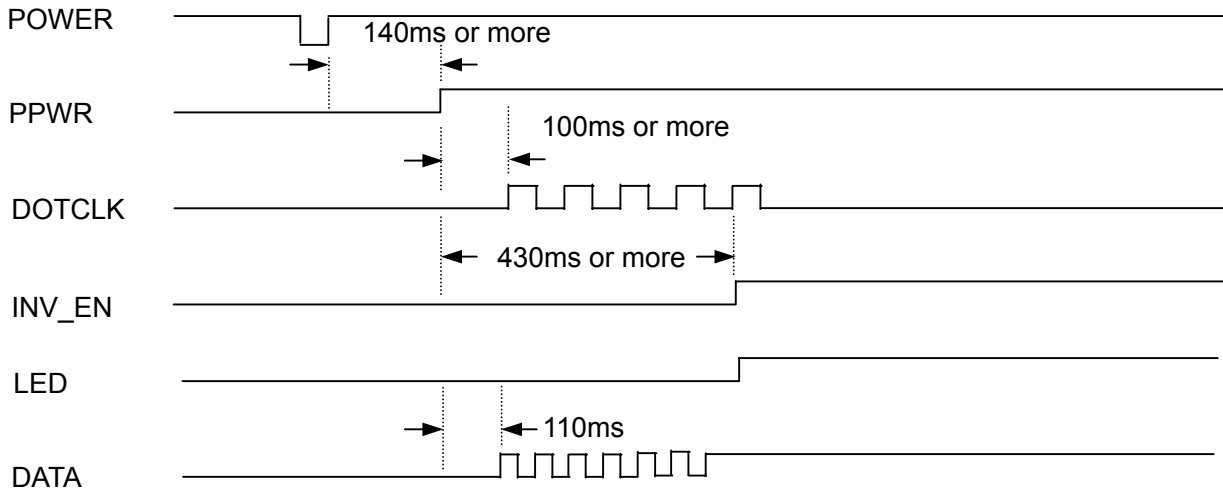 POWER
140ms or more
PPWR
100ms or more
DOTCLK
430ms or more
INV_EN
LED
110ms
DATA